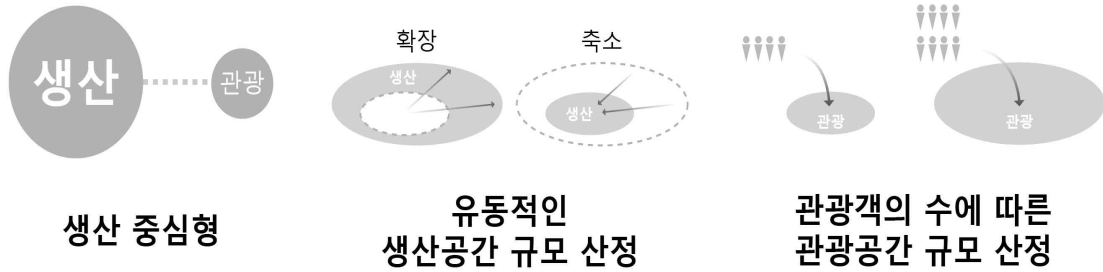 생산
관광
생산 중심형
확장
축소
생산
생산
유동적인
생산공간 규모 산정
관광
관광
관광객의 수에 따른
관광공간 규모 산정